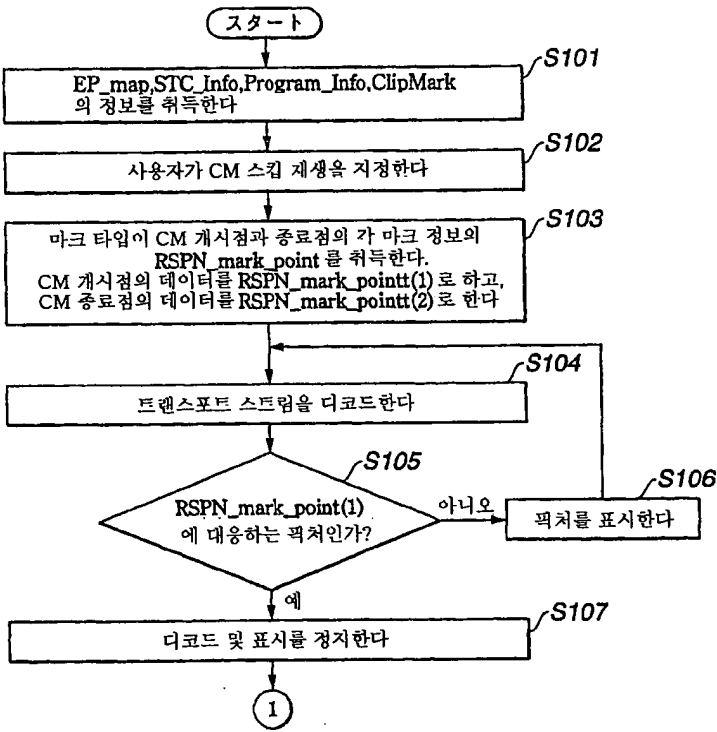 スタート
S101
EP_map,STC_Info,Program_Info,ClipMark
의 정보를 취득한다
S102
사용자가 CM 스킵 재생을 지정한다
S103
마크 타입이 CM 개시점과 종료점의 각 마크 정보의
RSPN_mark_point 를 취득한다.
CM 개시점의 데이터를 RSPN_mark_pointt(1) 로 하고,
CM 종료점의 데이터를 RSPN_mark_pointt(2) 로 한다
S104
트랜스포트 스트림을 디코드한다
S105
RSPN_mark_point(1)
에 대응하는 픽처인가?
아니오
S106
픽처를 표시한다
예
S107
디코드 및 표시를 정지한다
1